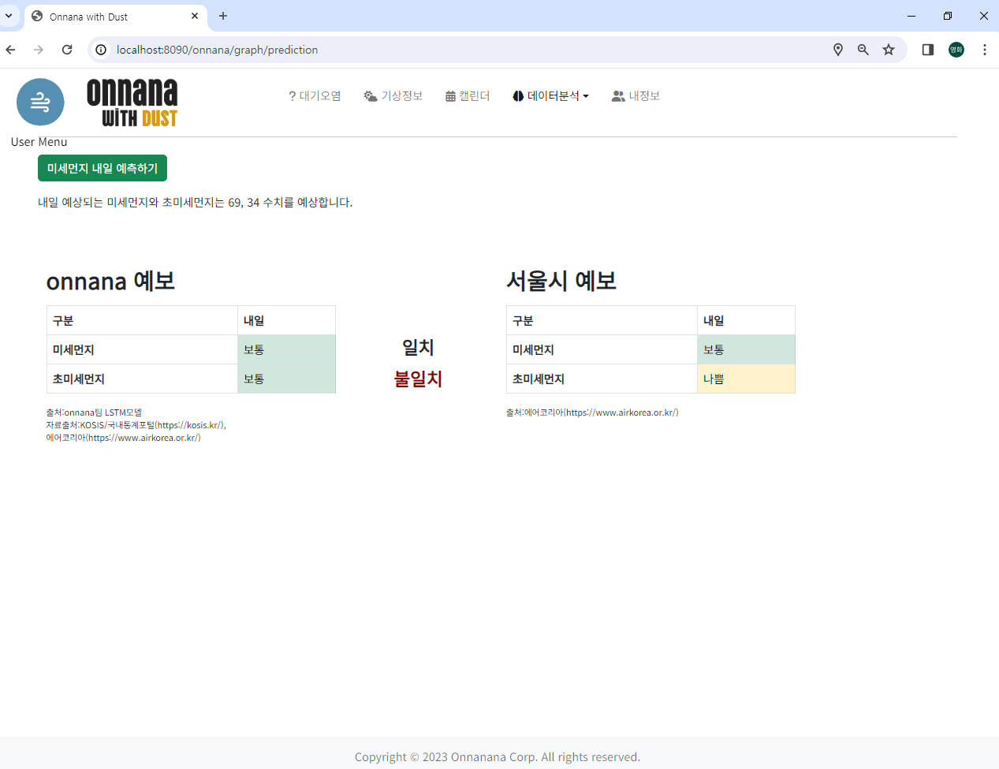 Onnana with Dust
localhost:8090/onnana/graph/prediction
영화
onnana
WITH DUST
? 대기오염
기상정보
캘린더
데이터분석
내정보
User Menu
미세먼지 내일 예측하기
내일 예상되는 미세먼지와 초미세먼지는 69, 34 수치를 예상합니다.
onnana 예보
구분 내일
미세먼지 보통
초미세먼지 보통
출처:onnana팀 LSTM모델
자료출처:KOSIS/국내통계포털(https://kosis.kr/),
에어코리아(https://www.airkorea.or.kr/)
일치
불일치
서울시 예보
구분 내일
미세먼지 보통
초미세먼지 나쁨
출처:에어코리아(https://www.airkorea.or.kr/)
Copyright © 2023 Onnanana Corp. All rights reserved.